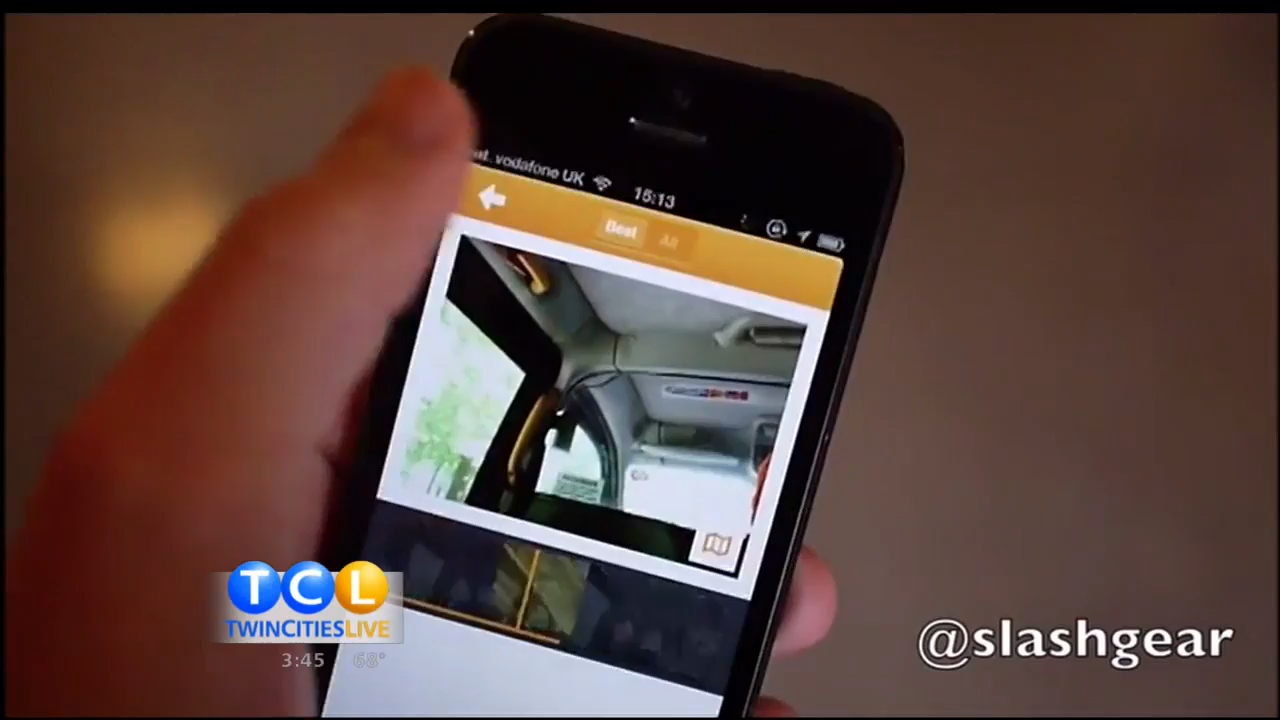 vodafone UK 15:13
Best All
TCL
TWINCITIESLIVE
3:45 68°
@slashgear